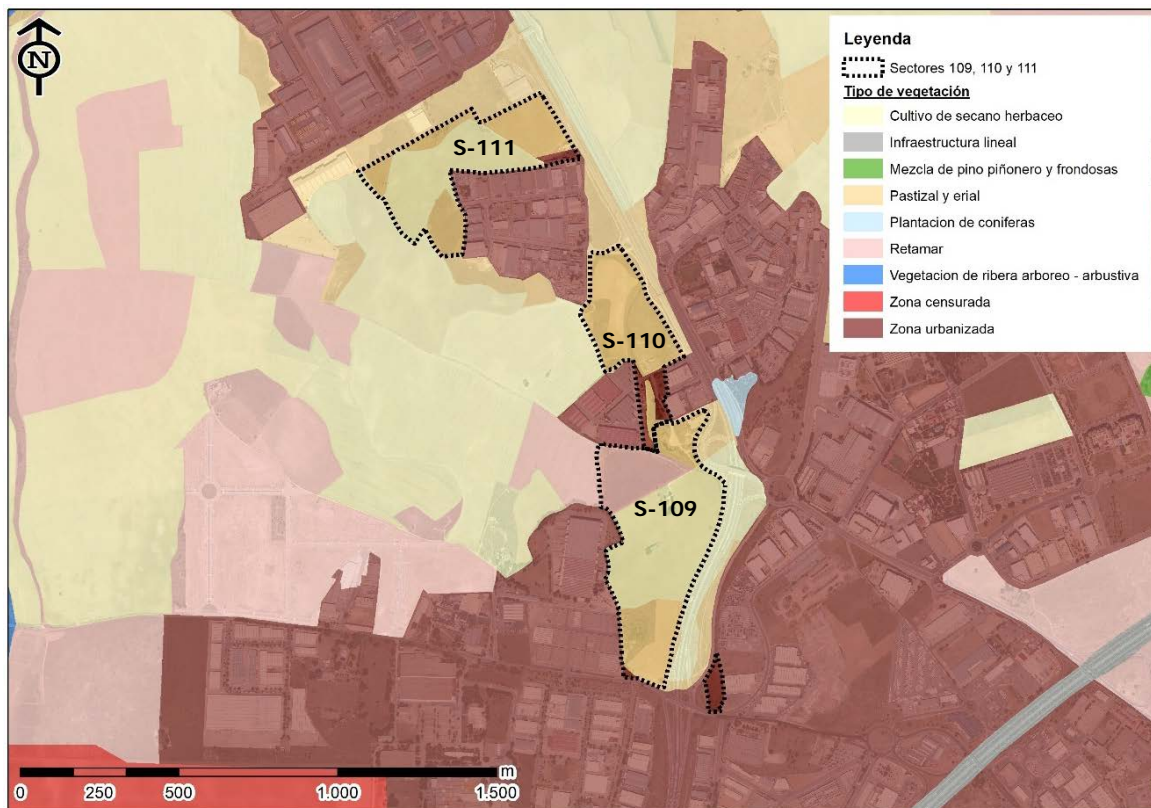 N
Leyenda
Sectores 109, 110 y 111
Tipo de vegetación
Cultivo de secano herbaceo
Infraestructura lineal
Mezcla de pino piñonero y frondosas
Pastizal y erial
Plantacion de coniferas
Retamar
Vegetacion de ribera arboreo - arbustiva
Zona censurada
Zona urbanizada
S-111
S-110
S-109
m
0 250 500 1.000 1.500